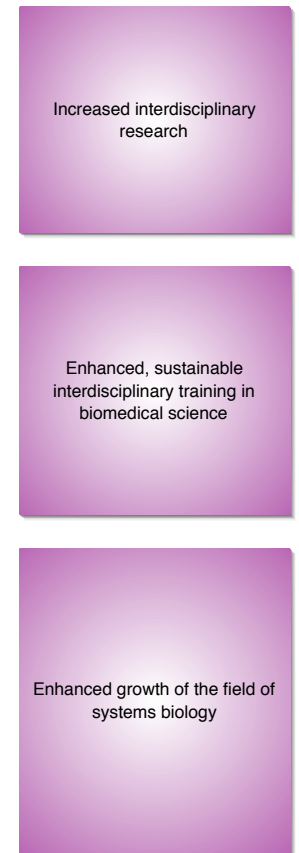 Increased interdisciplinary
research
Enhanced, sustainable
interdisciplinary training in
biomedical science
Enhanced growth of the field of
systems biology